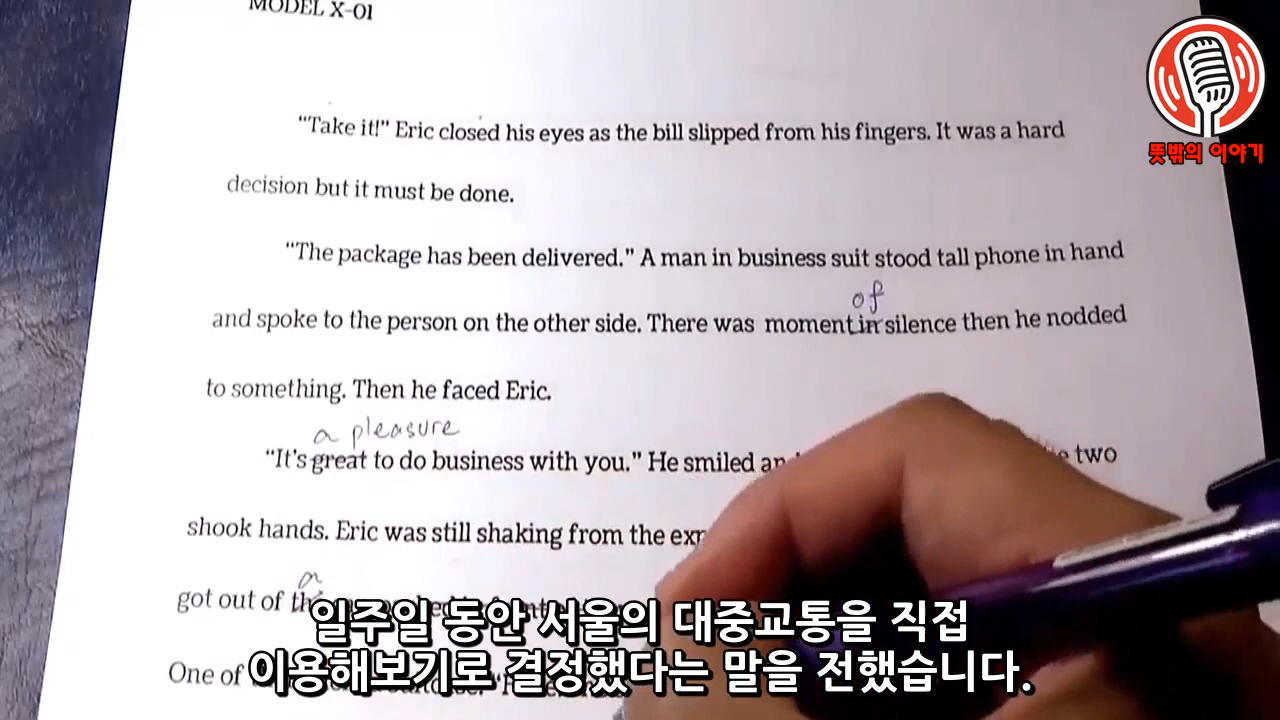 MODEL X-01
뜻밖의 이야기
“Take it!” Eric closed his eyes as the bill slipped from his fingers. It was a hard
decision but it must be done.
“The package has been delivered.” A man in business suit stood tall phone in hand
of
and spoke to the person on the other side. There was moment in silence then he nodded
to something. Then he faced Eric.
a pleasure
“It’s great to do business with you.” He smiled two
shook hands. Eric was still shaking from the
a
got out of
One of
일주일 동안 서울의 대중교통을 직접
이용해보기로 결정했다는 말을 전했습니다.